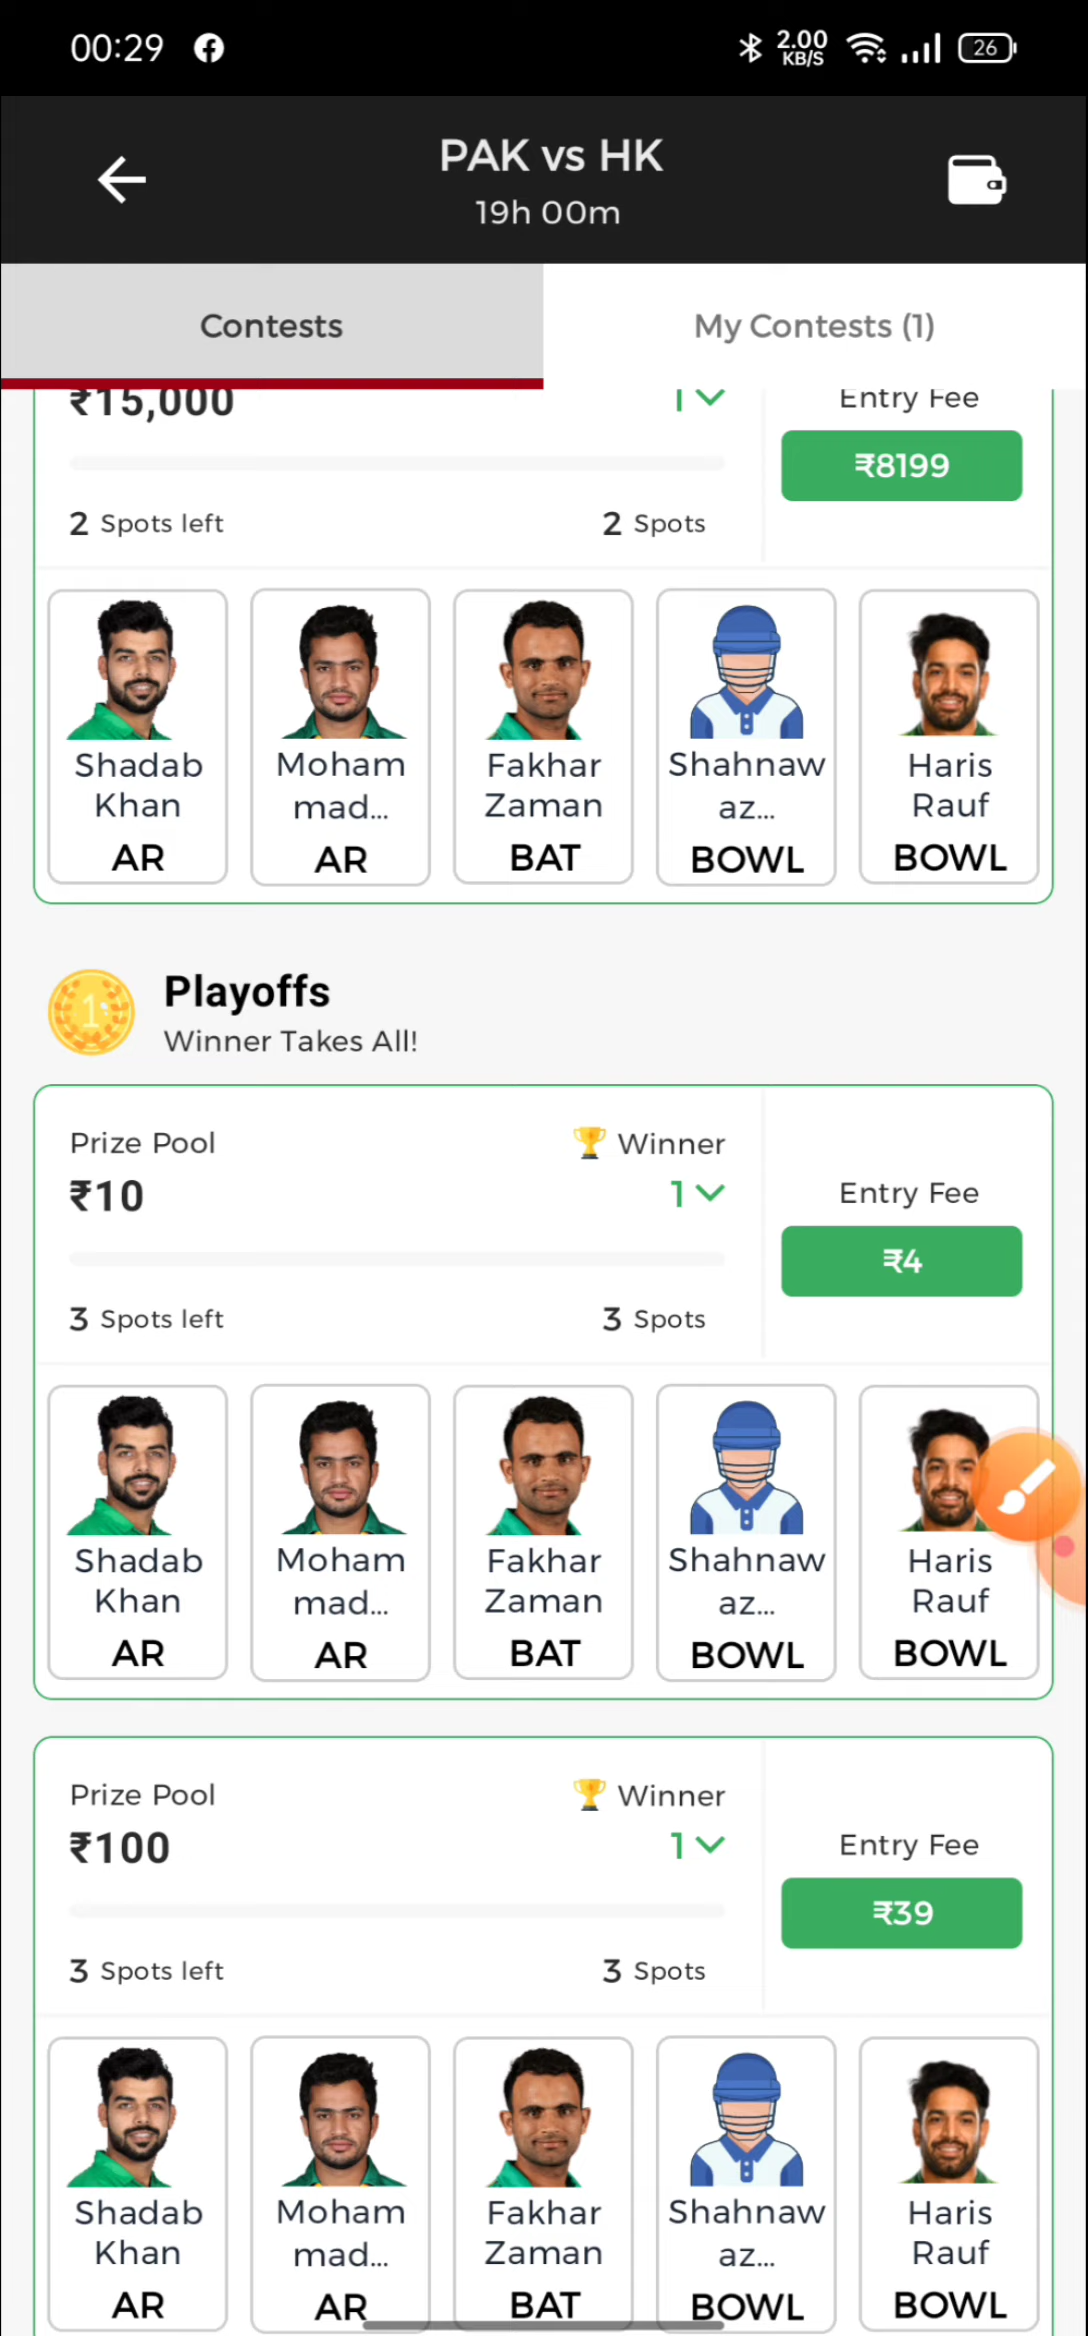 00:29
2.00
KB/S
26
PAK vs HK
19h 00m
Contests
My Contests (1)
₹15,000
1
Entry Fee
₹8199
2 Spots left
2 Spots
Shadab
Khan
AR
Moham
mad...
AR
Fakhar
Zaman
BAT
Shahnaw
az...
BOWL
Haris
Rauf
BOWL
1
Playoffs
Winner Takes All!
Prize Pool
Winner
₹10
1
Entry Fee
₹4
3 Spots left
3 Spots
Shadab
Khan
AR
Moham
mad...
AR
Fakhar
Zaman
BAT
Shahnaw
az...
BOWL
Haris
Rauf
BOWL
Prize Pool
Winner
₹100
1
Entry Fee
₹39
3 Spots left
3 Spots
Shadab
Khan
AR
Moham
mad...
AR
Fakhar
Zaman
BAT
Shahnaw
az...
BOWL
Haris
Rauf
BOWL